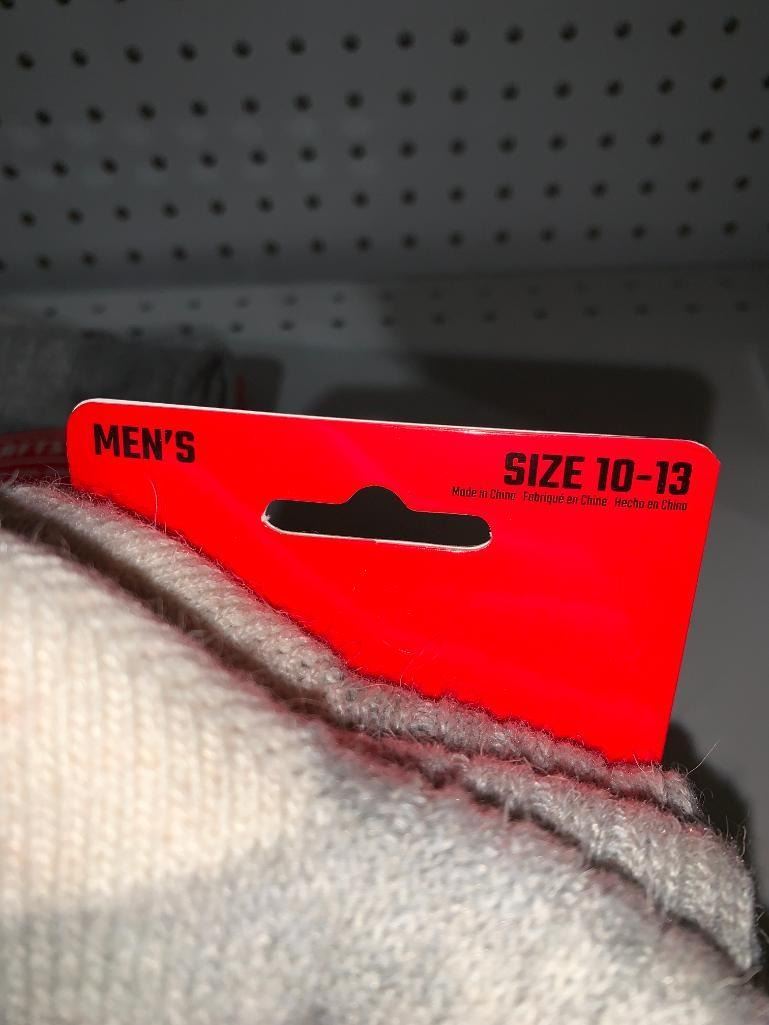 MEN'S
SIZE 10-13
Made in China · Fabriqué en Chine · Hecho en China